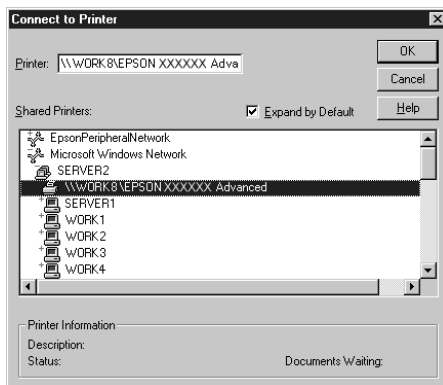 Connect to Printer
Printer: \\WORK8\EPSON XXXXXX Adva
OK
Cancel
Help
Shared Printers:
Expand by Default
EpsonPeripheralNetwork
Microsoft Windows Network
SERVER2
\\WORK8\EPSON XXXXXX Advanced
SERVER1
WORK1
WORK2
WORK3
WORK4
Printer Information
Description:
Status:
Documents Waiting: